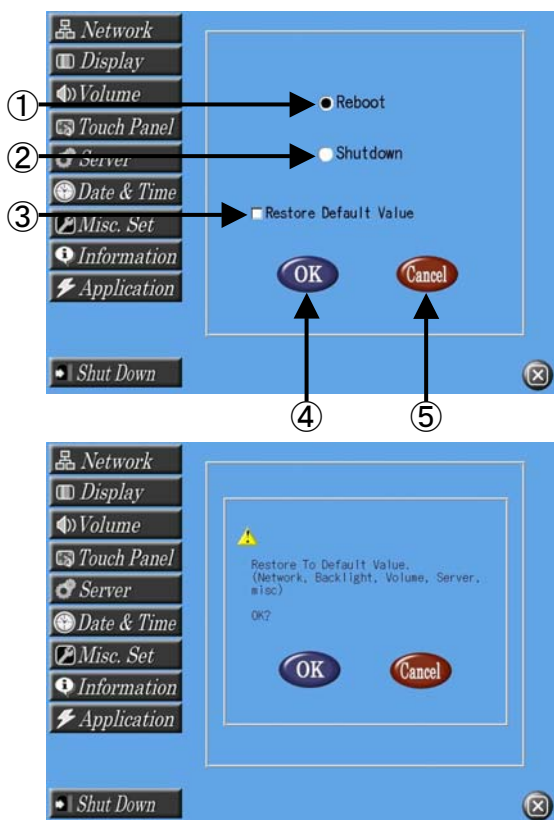 Network
Display
① Volume
Reboot
Touch Panel
② Server
Shutdown
Date & Time
③ Misc. Set
Restore Default Value
Information
Application
OK Cancel
Shut Down
④ ⑤
Network
Display
Volume
Touch Panel
Server
Date & Time
Misc. Set
Information
Application
Restore To Default Value.
(Network, Backlight, Volume, Server,
misc)
OK?
OK Cancel
Shut Down